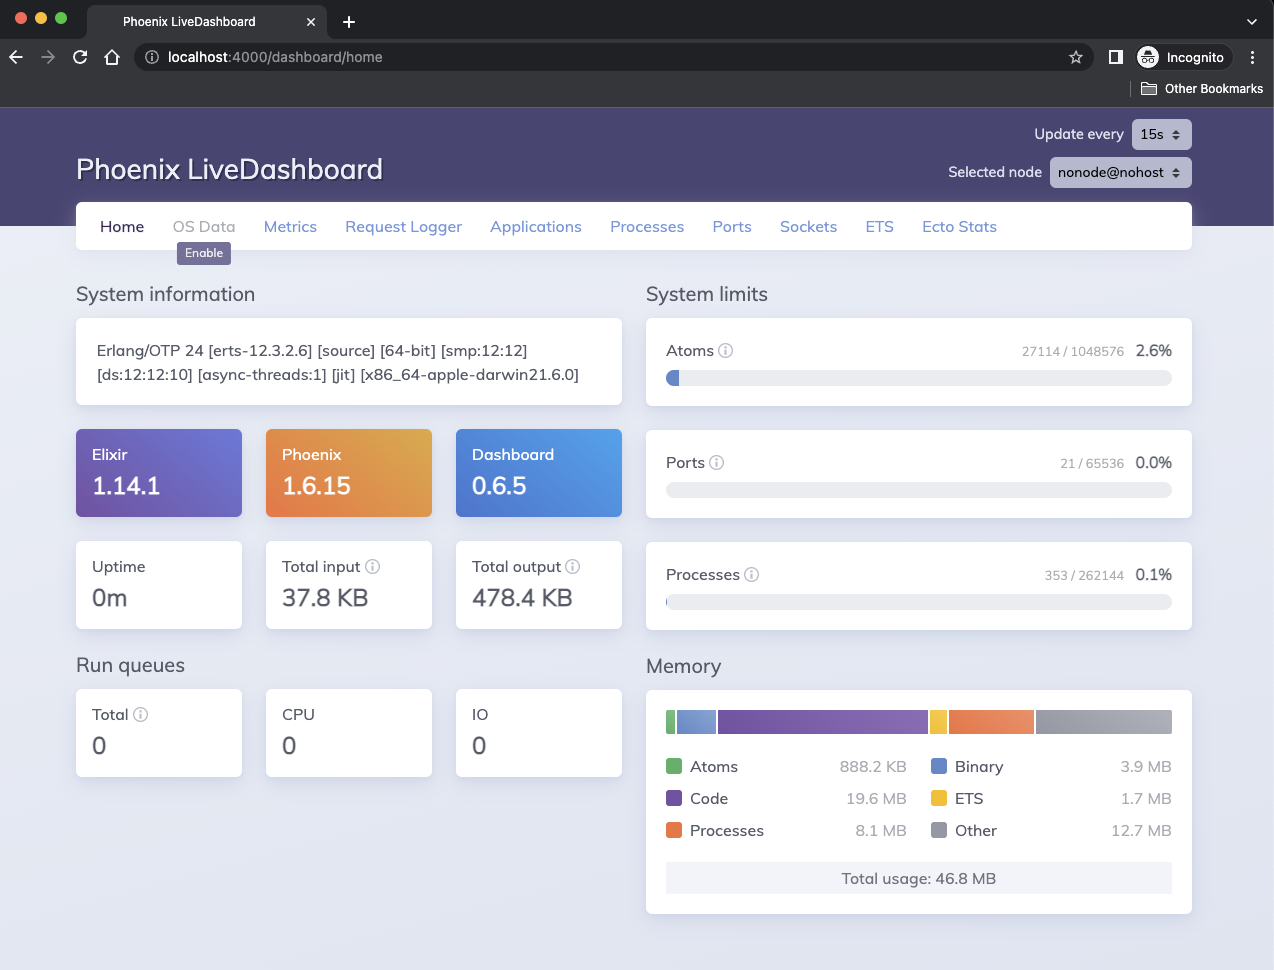 Phoenix LiveDashboard
localhost:4000/dashboard/home
Incognito
Other Bookmarks
Update every 15s
Phoenix LiveDashboard
Selected node nonode@nohost
Home OS Data Metrics Request Logger Applications Processes Ports Sockets ETS Ecto Stats
Enable
System information
Erlang/OTP 24 [erts-12.3.2.6] [source] [64-bit] [smp:12:12]
[ds:12:12:10] [async-threads:1] [jit] [x86_64-apple-darwin21.6.0]
Elixir
1.14.1
Phoenix
1.6.15
Dashboard
0.6.5
Uptime
0m
Total input
37.8 KB
Total output
478.4 KB
Run queues
Total
0
CPU
0
IO
0
System limits
Atoms 27114 / 1048576 2.6%
Ports 21 / 65536 0.0%
Processes 353 / 262144 0.1%
Memory
Atoms 888.2 KB Binary 3.9 MB
Code 19.6 MB ETS 1.7 MB
Processes 8.1 MB Other 12.7 MB
Total usage: 46.8 MB